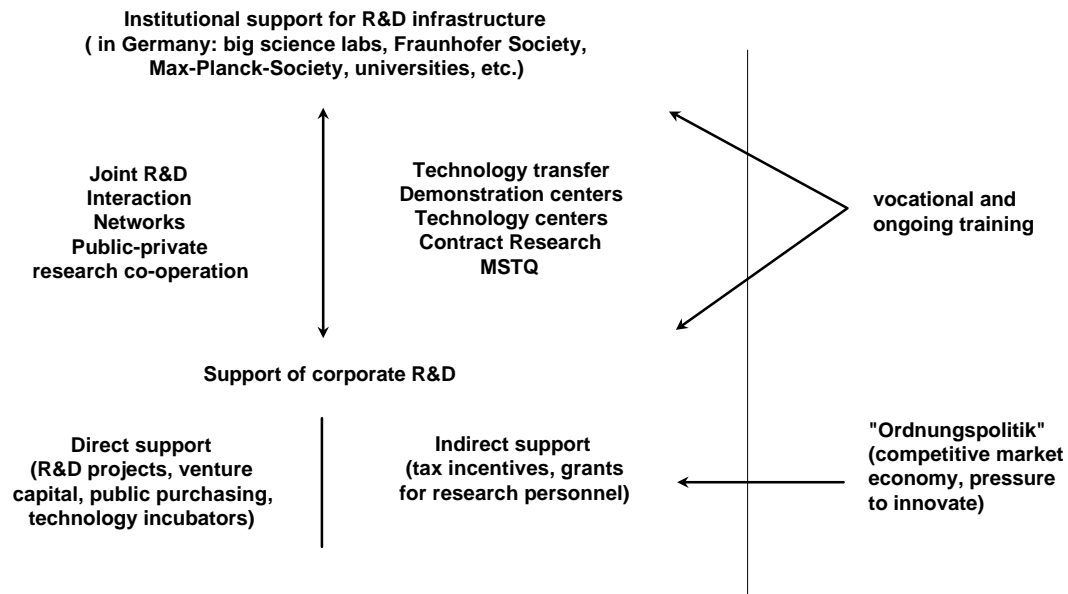 Institutional support for R&D infrastructure
( in Germany: big science labs, Fraunhofer Society,
Max-Planck-Society, universities, etc.)
Joint R&D
Interaction
Networks
Public-private
research co-operation
Technology transfer
Demonstration centers
Technology centers
Contract Research
MSTQ
vocational and
ongoing training
Support of corporate R&D
Direct support
(R&D projects, venture
capital, public purchasing,
technology incubators)
Indirect support
(tax incentives, grants
for research personnel)
"Ordnungspolitik"
(competitive market
economy, pressure
to innovate)